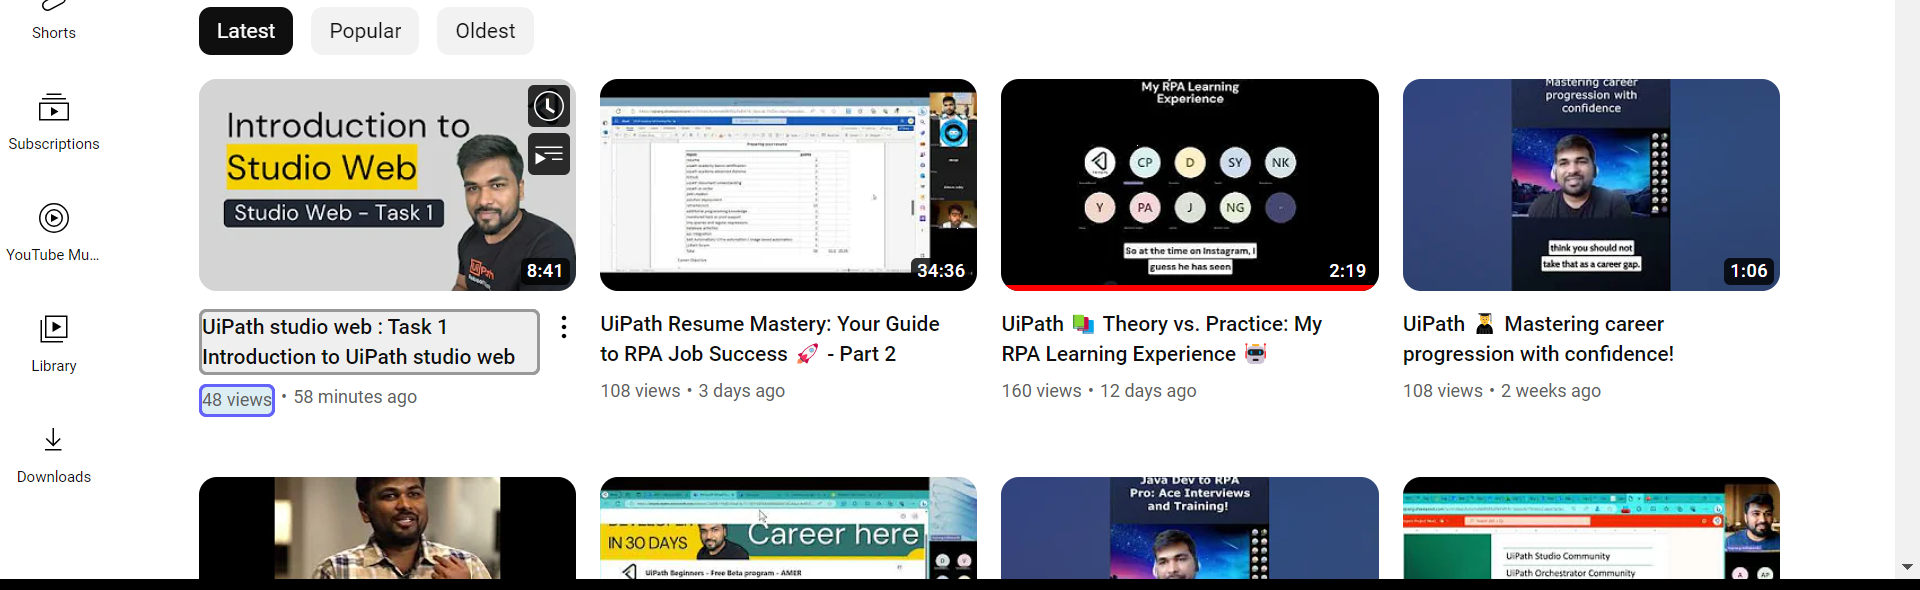 Shorts
Subscriptions
YouTube Mu...
Library
Downloads
Latest
Popular
Oldest
Introduction to
Studio Web
Studio Web - Task 1
UiPath
8:41
UiPath studio web : Task 1
Introduction to UiPath studio web
48 views • 58 minutes ago
Preparing your resume
34:36
UiPath Resume Mastery: Your Guide
to RPA Job Success 🚀 - Part 2
108 views • 3 days ago
My RPA Learning
Experience
CP
D
SY
NK
Y
PA
J
NG
So at the time on Instagram, I
guess he has seen
2:19
UiPath 📚 Theory vs. Practice: My
RPA Learning Experience 🤖
160 views • 12 days ago
Mastering career
progression with
confidence
think you should not
take that as a career gap.
1:06
UiPath 👨‍🎓 Mastering career
progression with confidence!
108 views • 2 weeks ago
DEVELOPER
IN 30 DAYS
Career here
UiPath Beginners - Free Beta program - AMER
Java Dev to RPA
Pro: Ace Interviews
and Training!
UiPath Studio Community
UiPath Orchestrator Community
A
AP